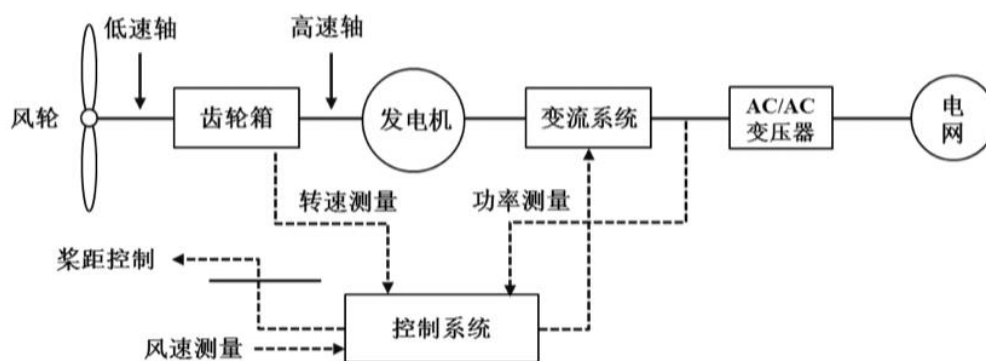 低速轴
高速轴
风轮
齿轮箱
发电机
变流系统
AC/AC
变压器
电
网
转速测量
功率测量
桨距控制
控制系统
风速测量